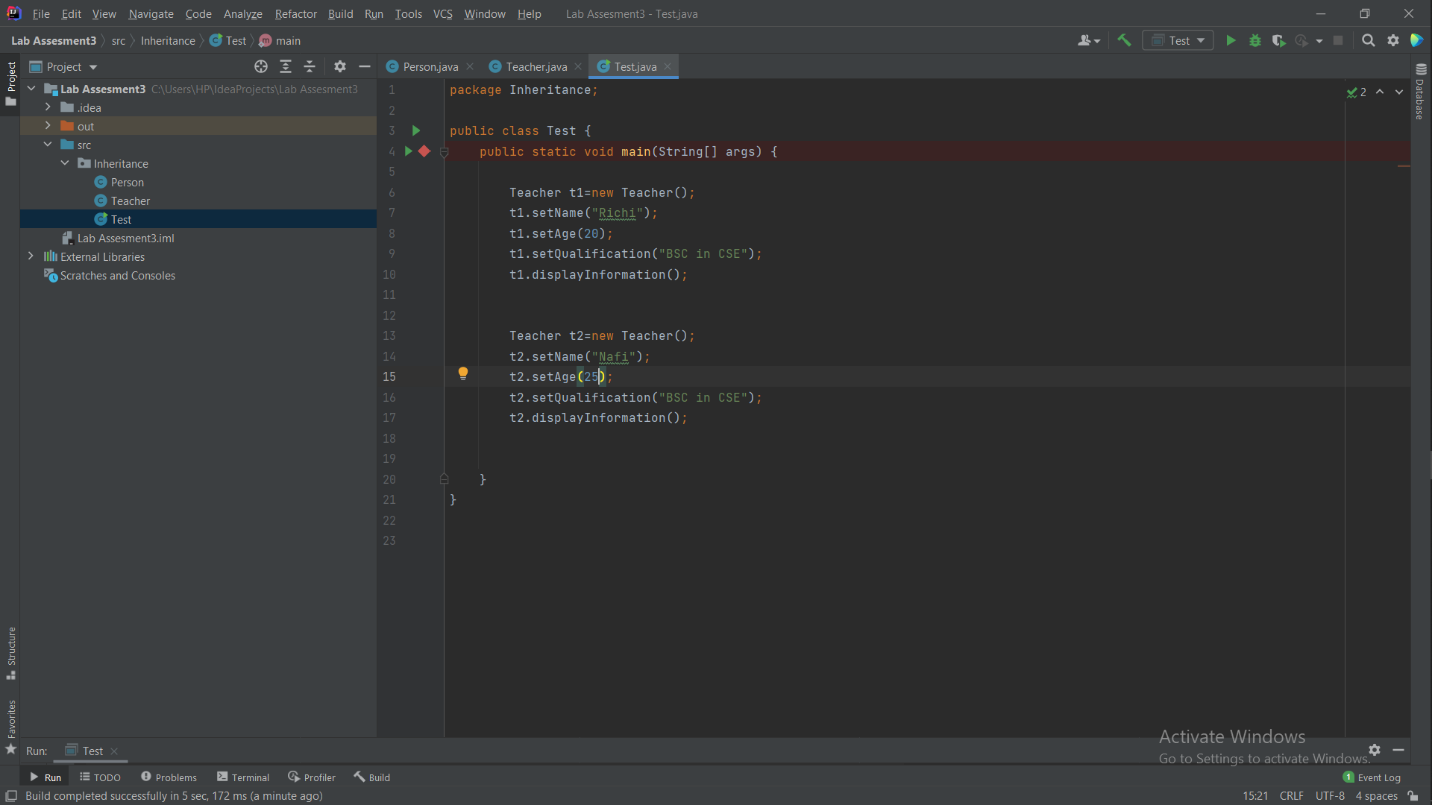 File Edit View Navigate Code Analyze Refactor Build Run Tools VCS Window Help Lab Assesment3 - Test.java
Lab Assesment3 src Inheritance Test main
Test
Project
Person.java Teacher.java Test.java
Project
Database
Lab Assesment3 C:\Users\HP\IdeaProjects\Lab Assesment3
.idea
out
src
Inheritance
Person
Teacher
Test
Lab Assesment3.iml
External Libraries
Scratches and Consoles
2
1 package Inheritance;
2
3 public class Test {
4 public static void main(String[] args) {
5
6 Teacher t1=new Teacher();
7 t1.setName("Richi");
8 t1.setAge(20);
9 t1.setQualification("BSC in CSE");
10 t1.displayInformation();
11
12
13 Teacher t2=new Teacher();
14 t2.setName("Nafi");
15 t2.setAge(25);
16 t2.setQualification("BSC in CSE");
17 t2.displayInformation();
18
19
20 }
21 }
22
23
Structure
Favorites
Activate Windows
Go to Settings to activate Windows.
Run: Test
Run TODO Problems Terminal Profiler Build 1 Event Log
Build completed successfully in 5 sec, 172 ms (a minute ago) 15:21 CRLF UTF-8 4 spaces